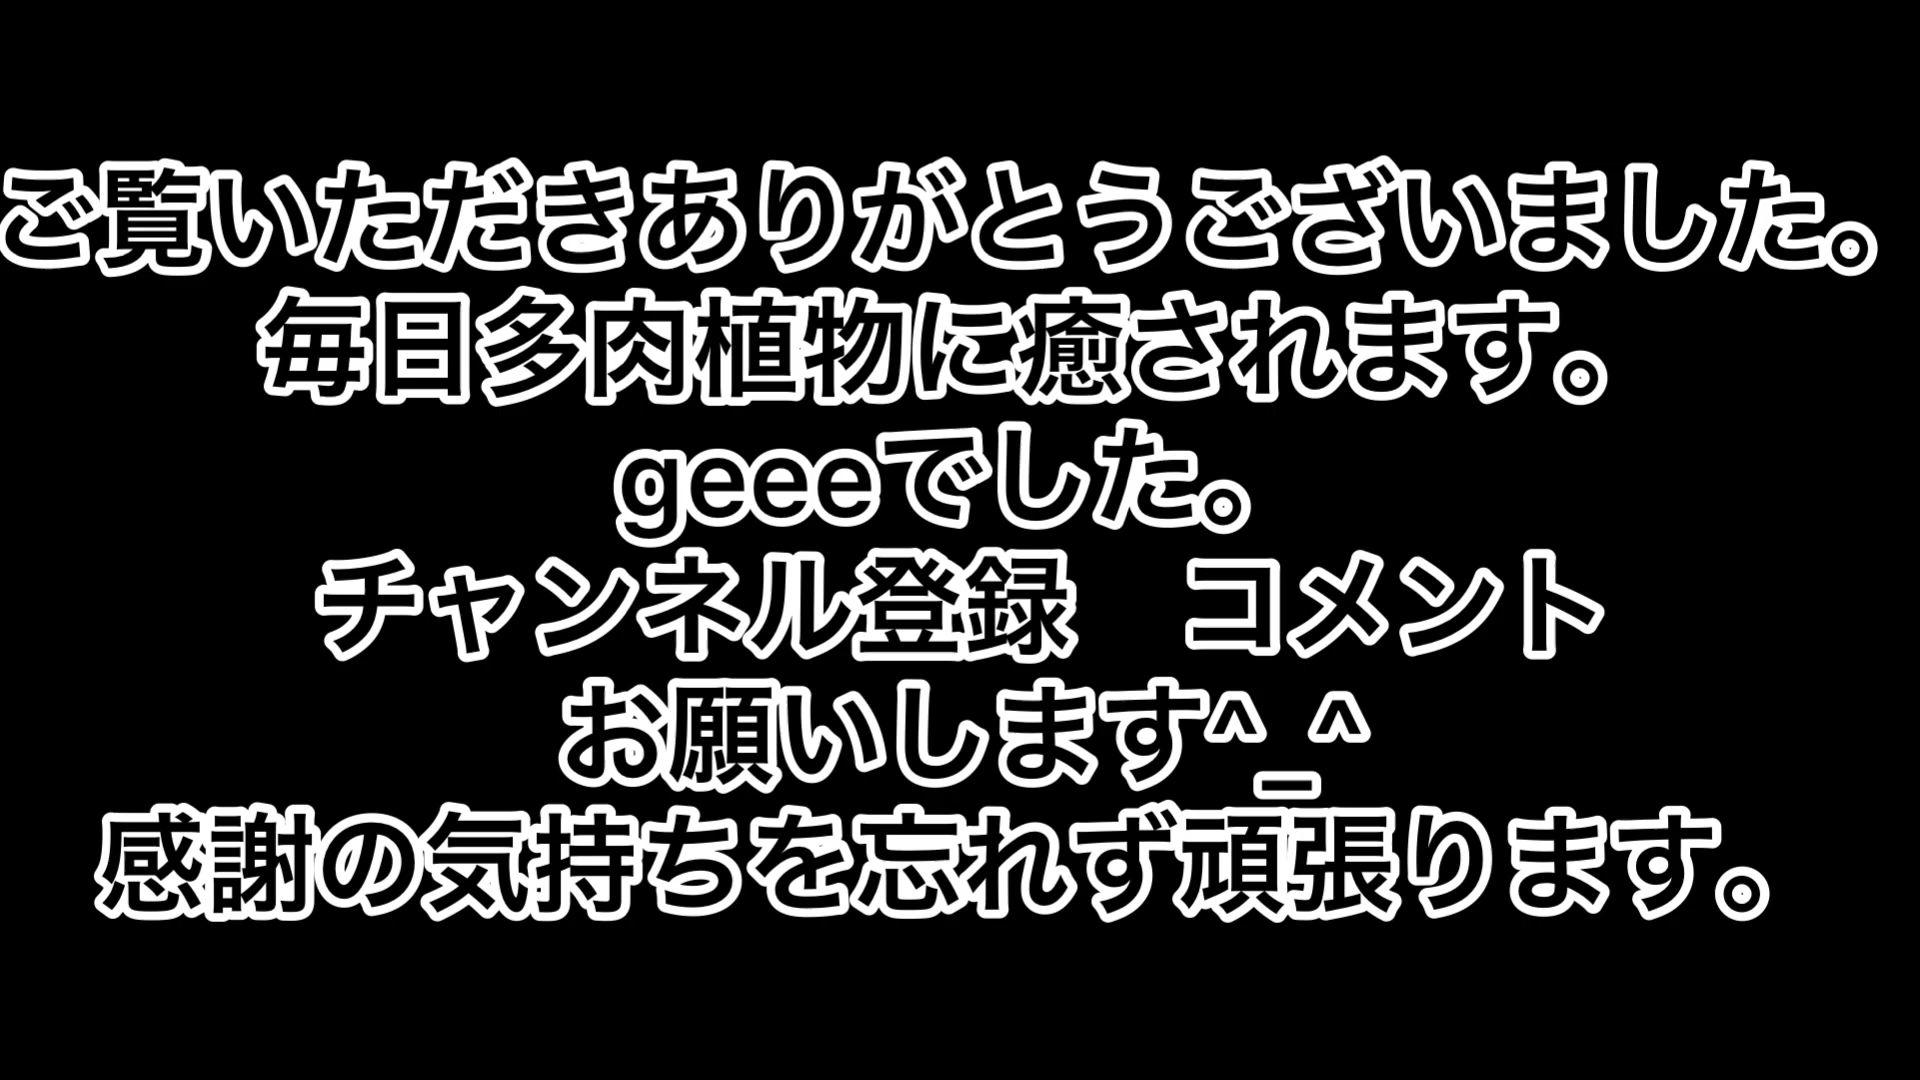 ご覧いただきありがとうございました。
毎日多肉植物に癒されます。
geeeでした。
チャンネル登録　コメント
お願いします^_^
感謝の気持ちを忘れず頑張ります。